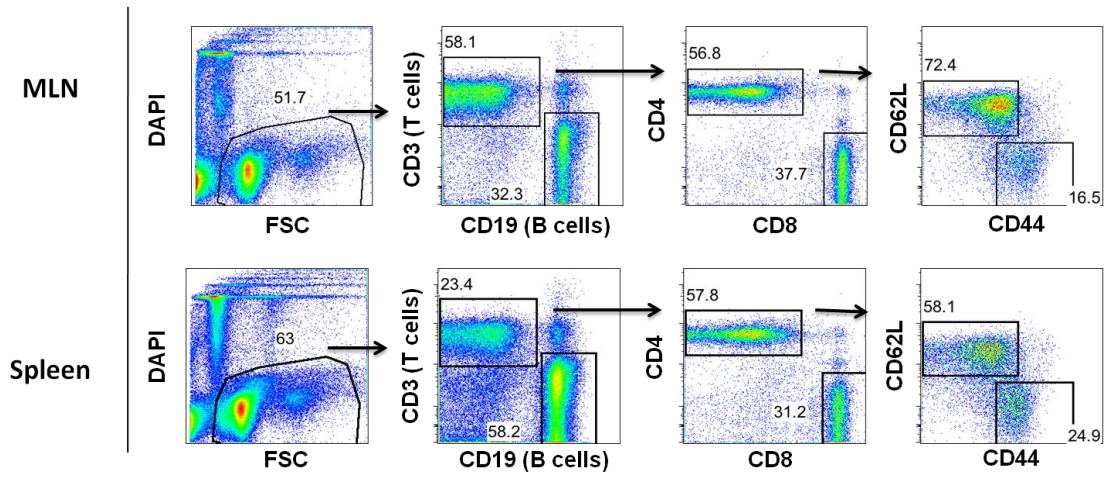 MLN
DAPI
51.7
FSC
58.1
CD3 (T cells)
32.3
CD19 (B cells)
56.8
CD4
37.7
CD8
72.4
CD62L
16.5
CD44
Spleen
DAPI
63
FSC
23.4
CD3 (T cells)
58.2
CD19 (B cells)
57.8
CD4
31.2
CD8
58.1
CD62L
24.9
CD44